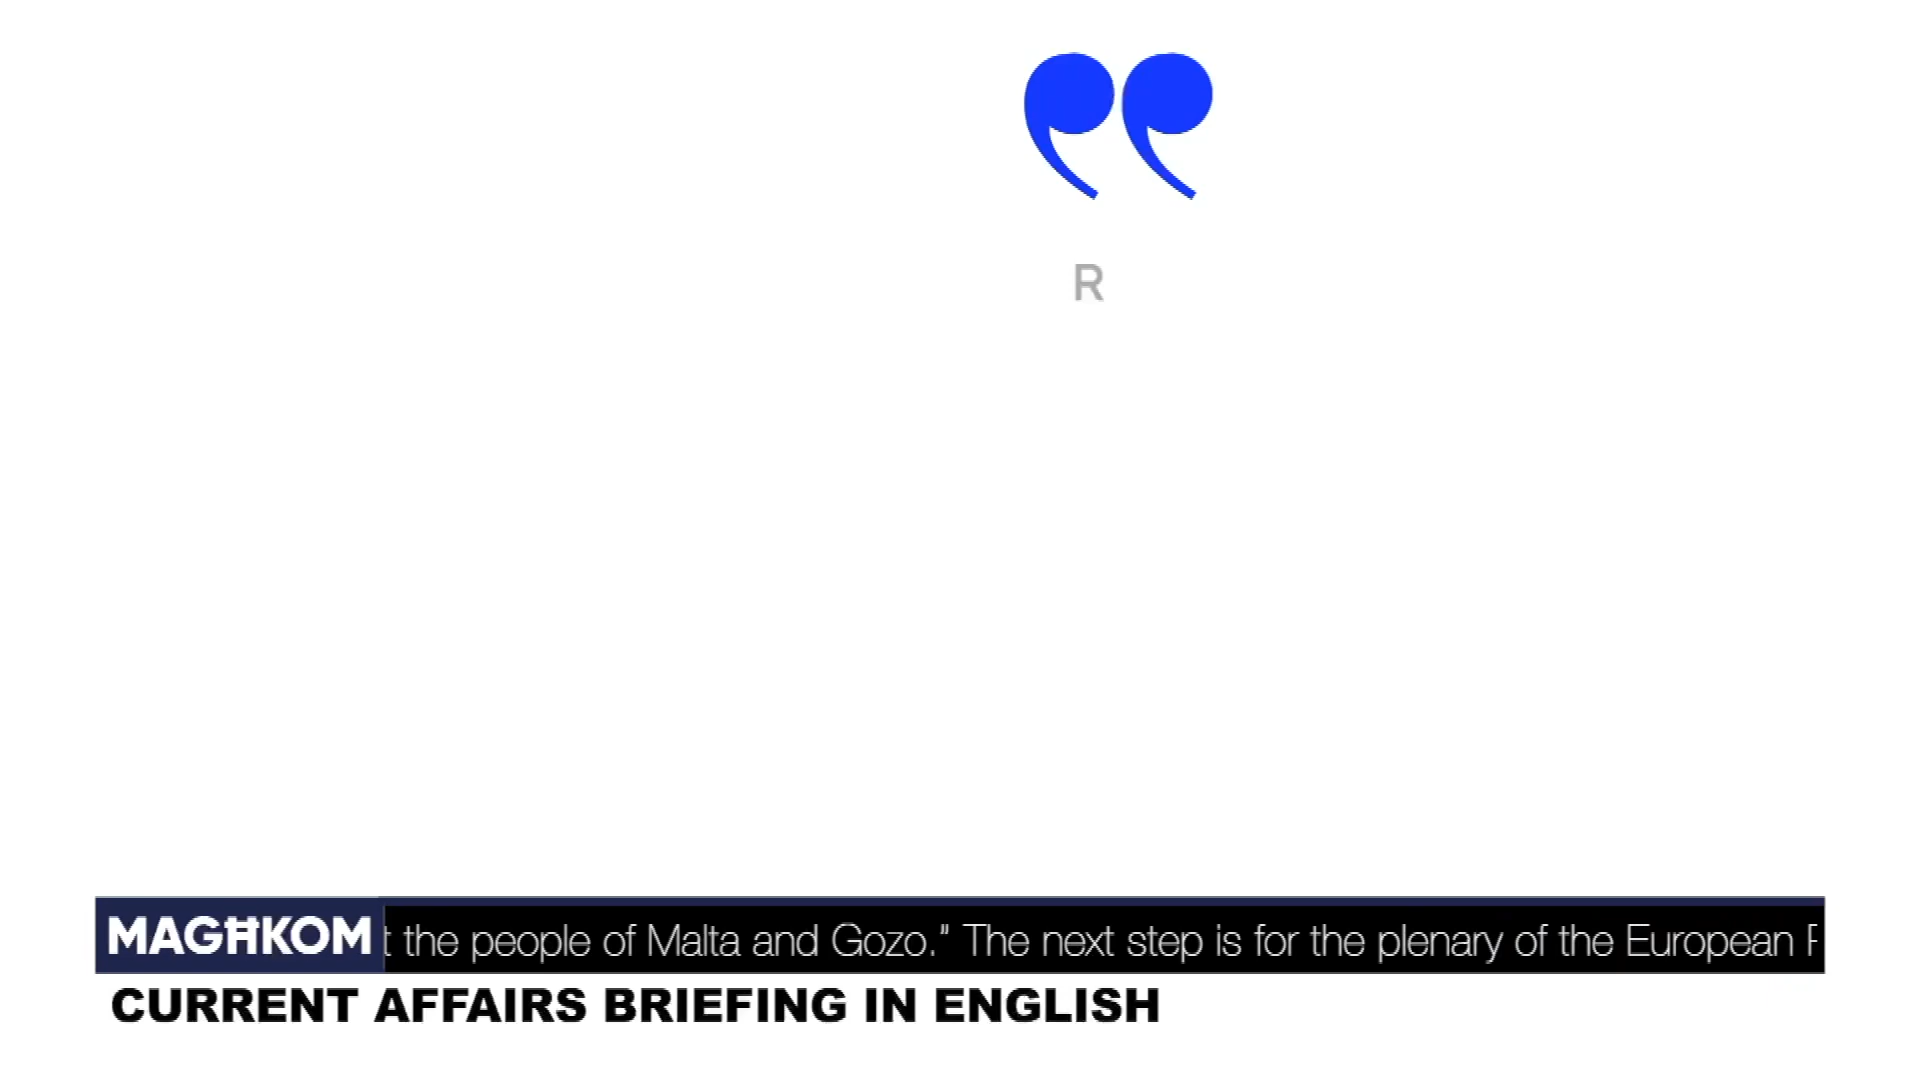 R
MAGĦKOM
the people of Malta and Gozo." The next step is for the plenary of the European
CURRENT AFFAIRS BRIEFING IN ENGLISH